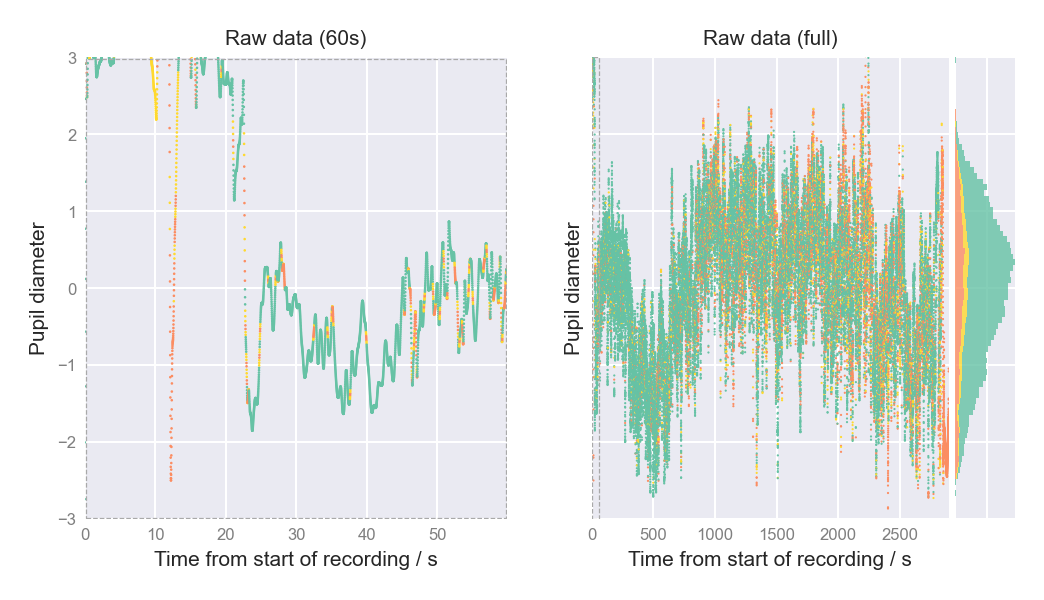 Raw data (60s)
Raw data (full)
Pupil diameter
3
2
1
0
−1
−2
−3
0 10 20 30 40 50
Time from start of recording / s
Pupil diameter
0 500 1000 1500 2000 2500
Time from start of recording / s